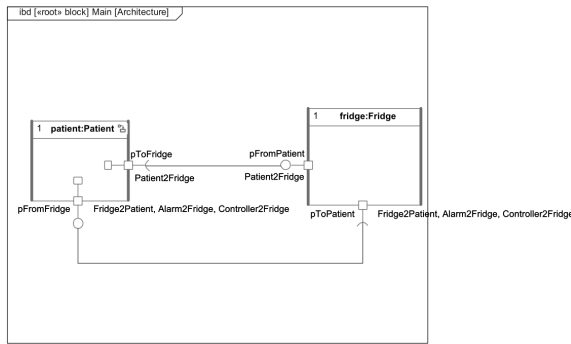 ibd [«root» block] Main [Architecture]
1 patient:Patient
1 fridge:Fridge
pToFridge
pFromPatient
Patient2Fridge
Patient2Fridge
pFromFridge
Fridge2Patient, Alarm2Fridge, Controller2Fridge
pToPatient
Fridge2Patient, Alarm2Fridge, Controller2Fridge